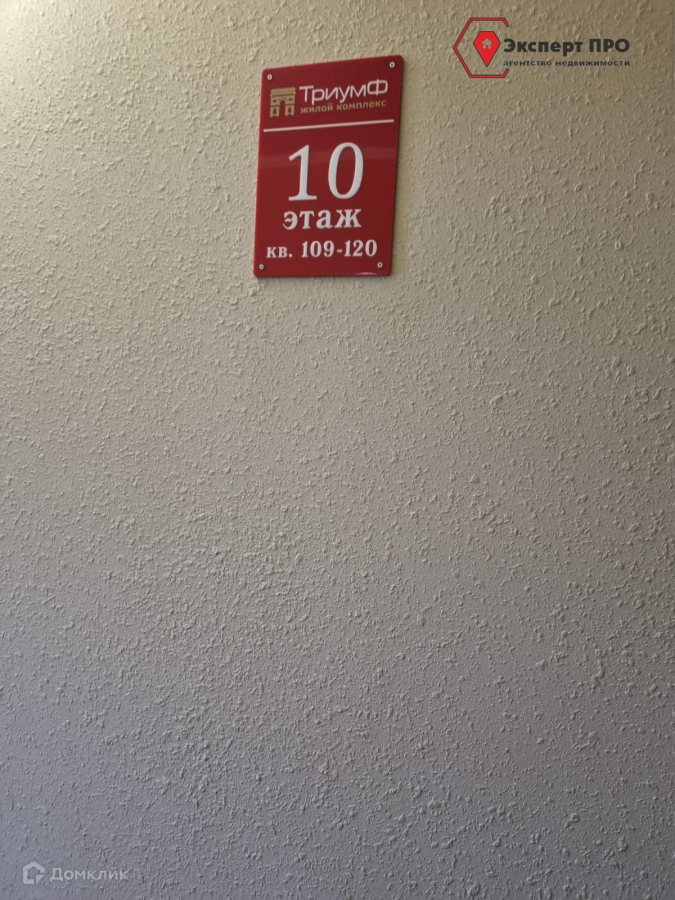 Эксперт ПРО
агентство недвижимости
ТриумФ
жилой комплекс
10
этаж
кв. 109-120
Домклик